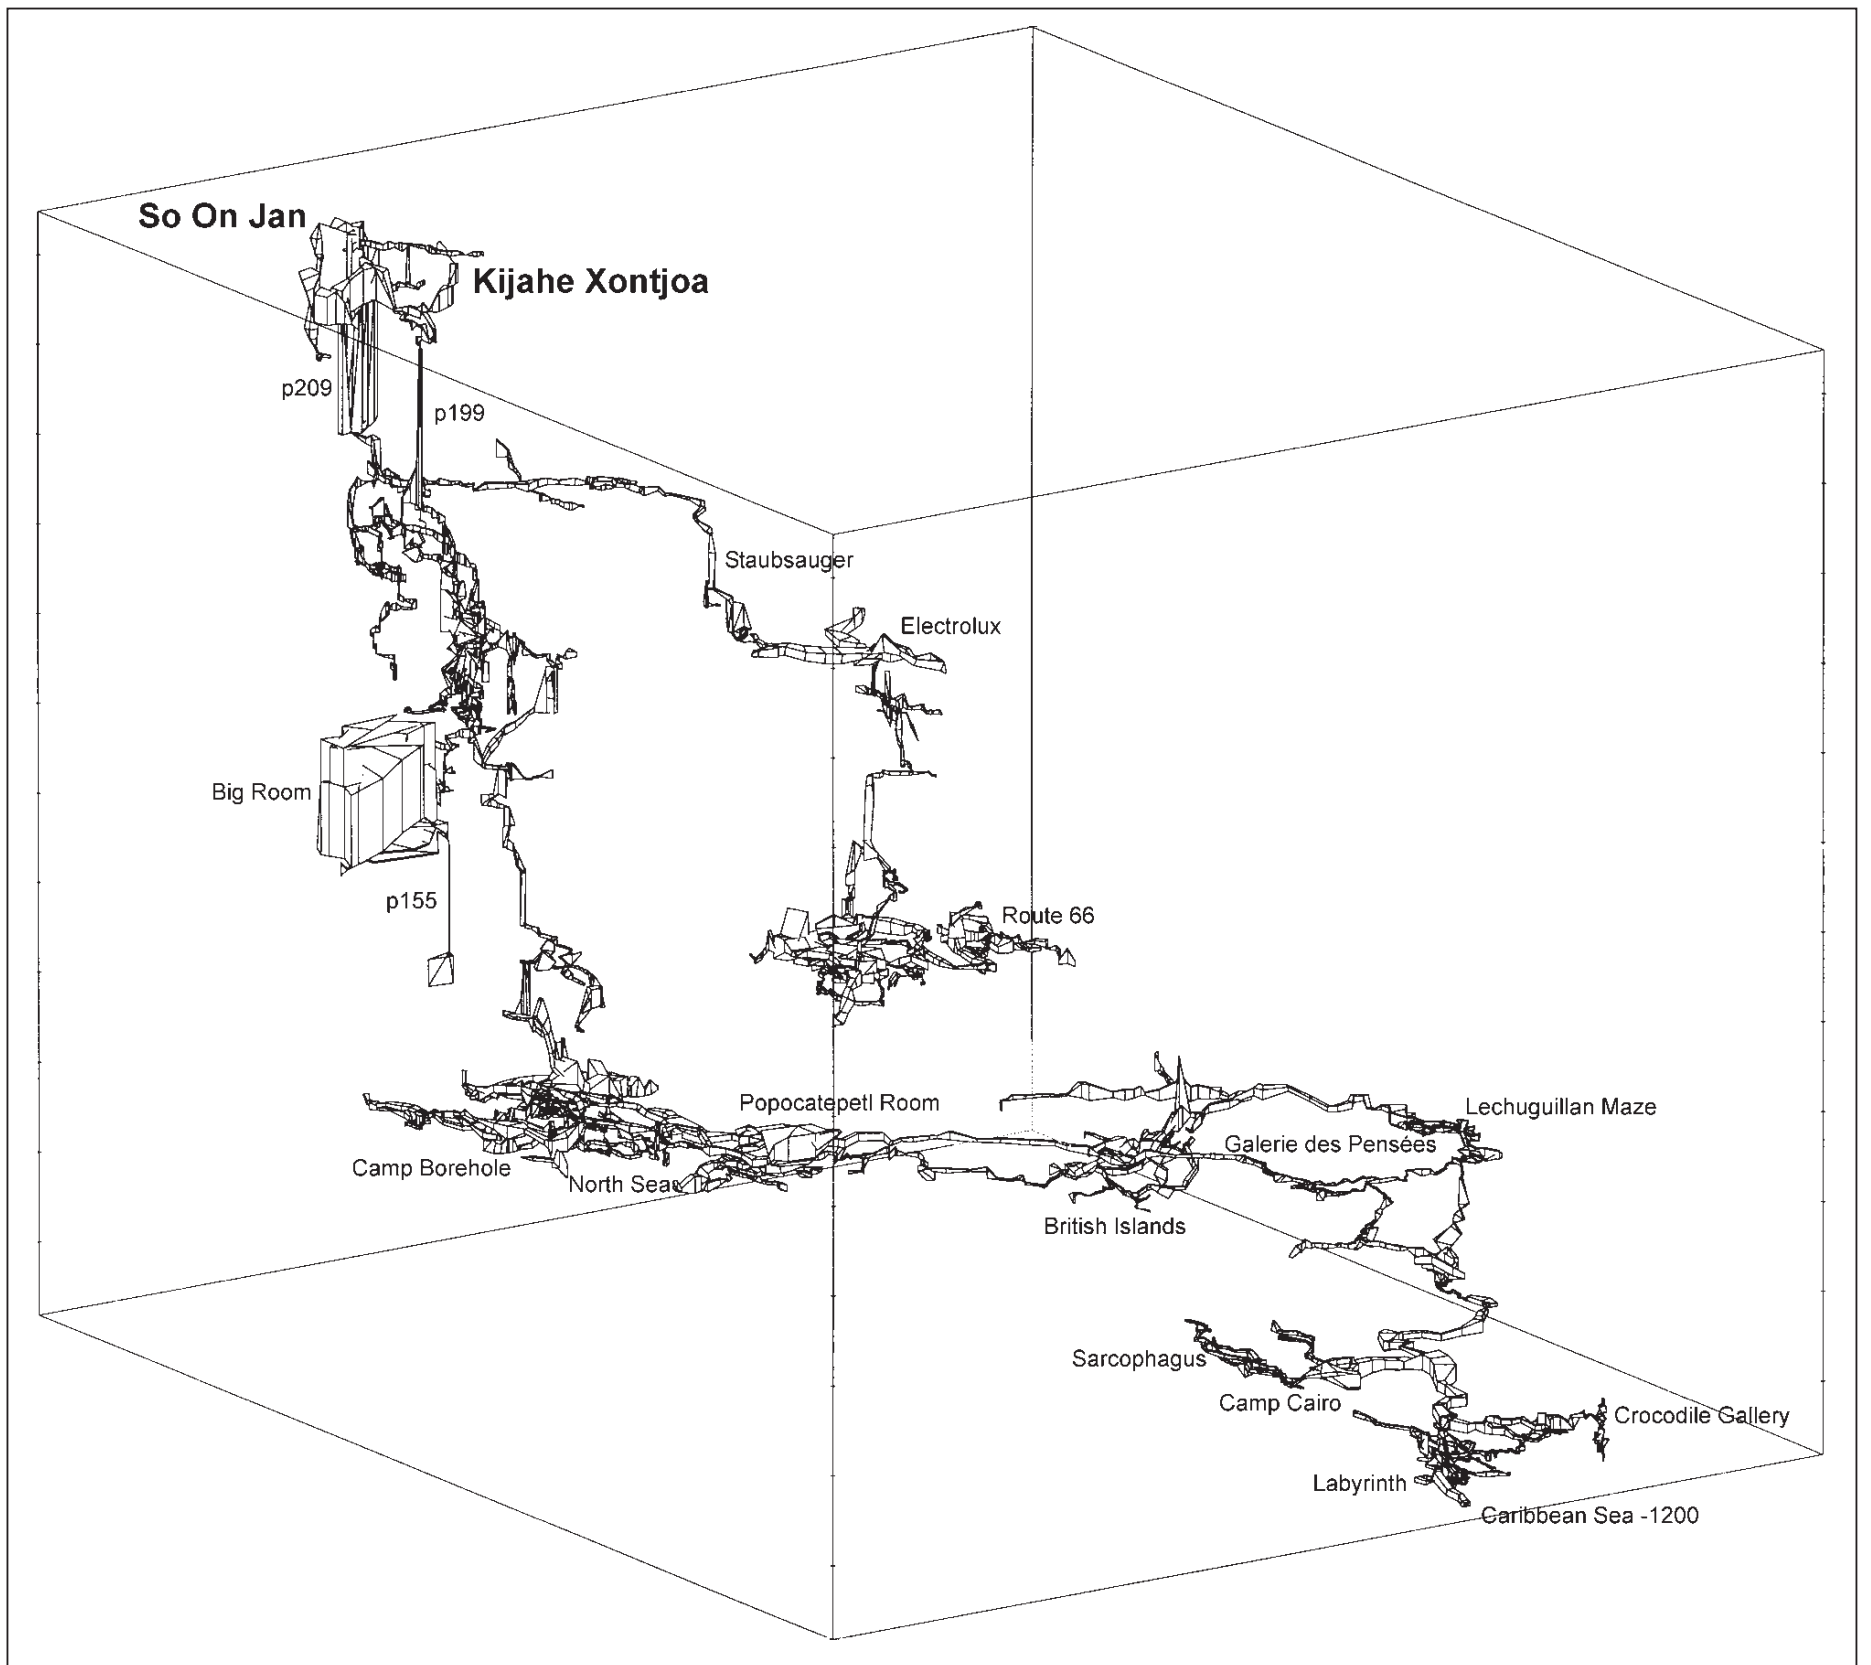 So On Jan
Kijahe Xontjoa
p209
p199
Staubsauger
Electrolux
Big Room
p155
Route 66
Popocatepetl Room
Lechuguillan Maze
Galerie des Pensées
Camp Borehole
North Sea
British Islands
Sarcophagus
Camp Cairo
Crocodile Gallery
Labyrinth
Caribbean Sea -1200